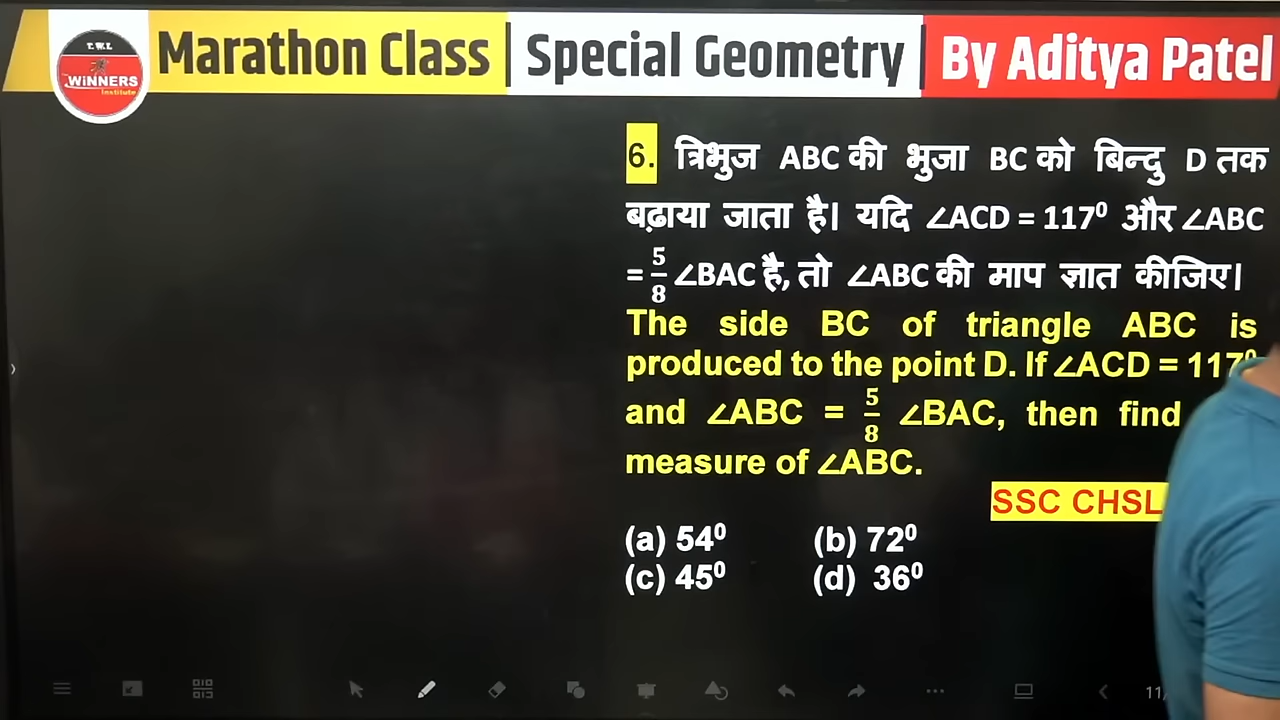 T.W.I.
WINNERS
Institute
Marathon Class | Special Geometry By Aditya Patel
6. त्रिभुज ABC की भुजा BC को बिन्दु D तक
बढ़ाया जाता है। यदि ∠ACD = 117⁰ और ∠ABC
= 5/8 ∠BAC है, तो ∠ABC की माप ज्ञात कीजिए।
The side BC of triangle ABC is
produced to the point D. If ∠ACD = 117⁰
and ∠ABC = 5/8 ∠BAC, then find
measure of ∠ABC.
SSC CHSL
(a) 54⁰ (b) 72⁰
(c) 45⁰ (d) 36⁰
11/